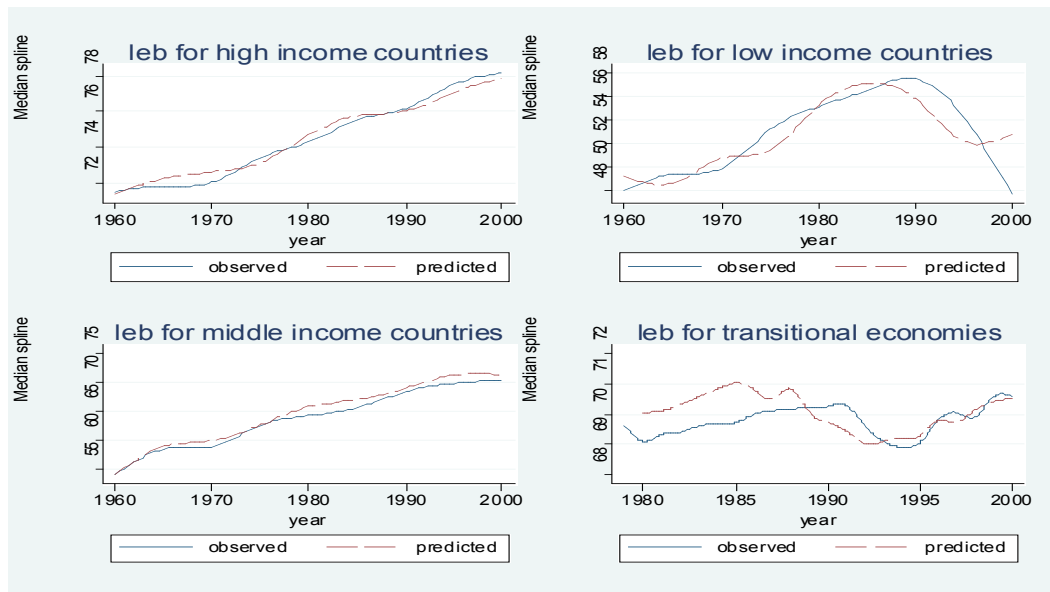 leb for high income countries
Median spline
78
76
74
72
1960 1970 1980 1990 2000
year
observed predicted
leb for low income countries
Median spline
58
56
54
52
50
48
1960 1970 1980 1990 2000
year
observed predicted
leb for middle income countries
Median spline
75
70
65
60
55
1960 1970 1980 1990 2000
year
observed predicted
leb for transitional economies
Median spline
72
71
70
69
68
1980 1985 1990 1995 2000
year
observed predicted